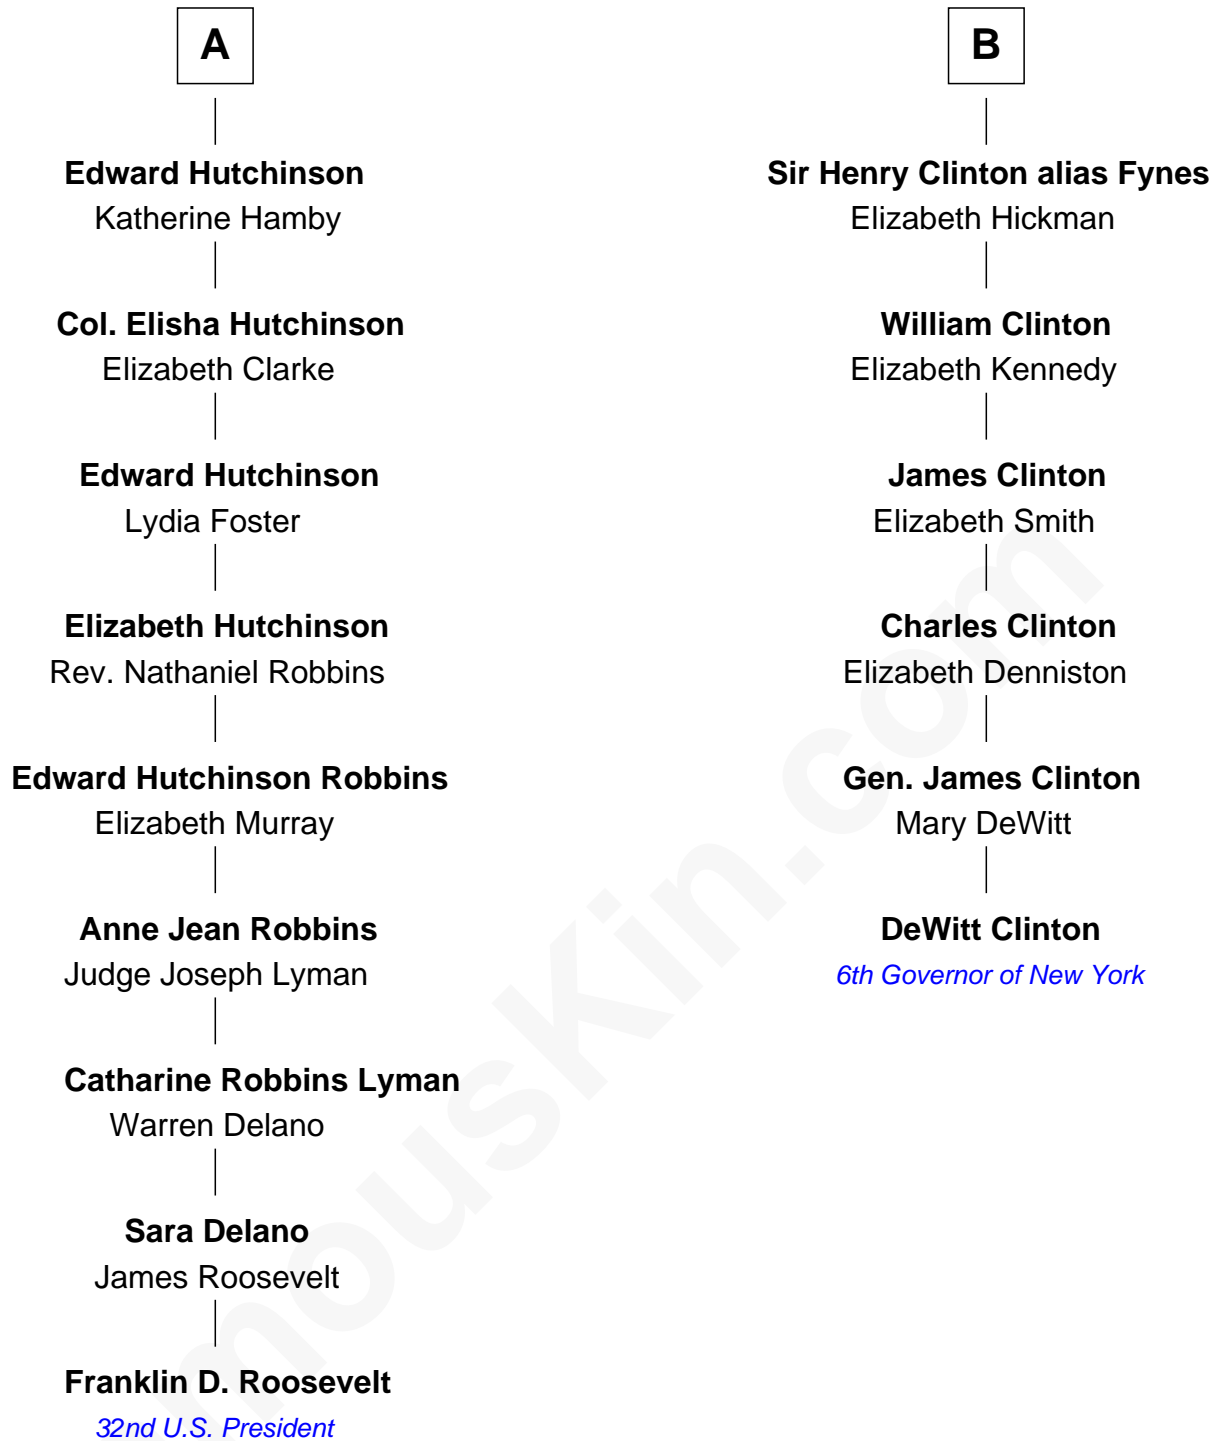 A
Edward Hutchinson
Katherine Hamby
Col. Elisha Hutchinson
Elizabeth Clarke
Edward Hutchinson
Lydia Foster
Elizabeth Hutchinson
Rev. Nathaniel Robbins
Edward Hutchinson Robbins
Elizabeth Murray
Anne Jean Robbins
Judge Joseph Lyman
Catharine Robbins Lyman
Warren Delano
Sara Delano
James Roosevelt
Franklin D. Roosevelt
32nd U.S. President
B
Sir Henry Clinton alias Fynes
Elizabeth Hickman
William Clinton
Elizabeth Kennedy
James Clinton
Elizabeth Smith
Charles Clinton
Elizabeth Denniston
Gen. James Clinton
Mary DeWitt
DeWitt Clinton
6th Governor of New York
mousKin.com